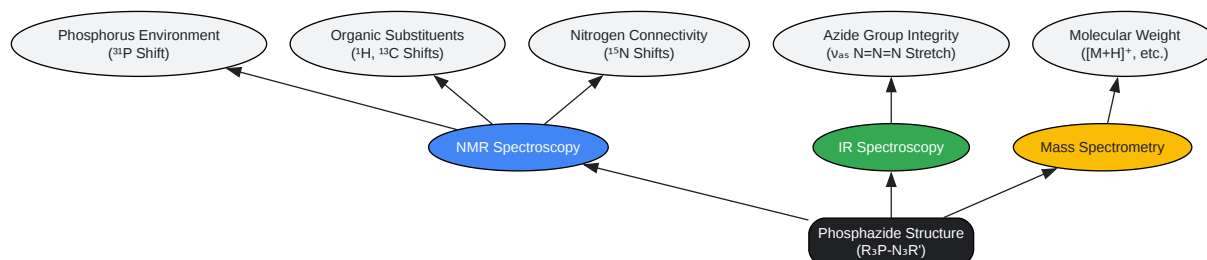 Phosphorus Environment
(³¹P Shift)
Organic Substituents
(¹H, ¹³C Shifts)
Nitrogen Connectivity
(¹⁵N Shifts)
Azide Group Integrity
(νₐₛ N=N=N Stretch)
Molecular Weight
([M+H]⁺, etc.)
NMR Spectroscopy
IR Spectroscopy
Mass Spectrometry
Phosphazide Structure
(R₃P-N₃R')